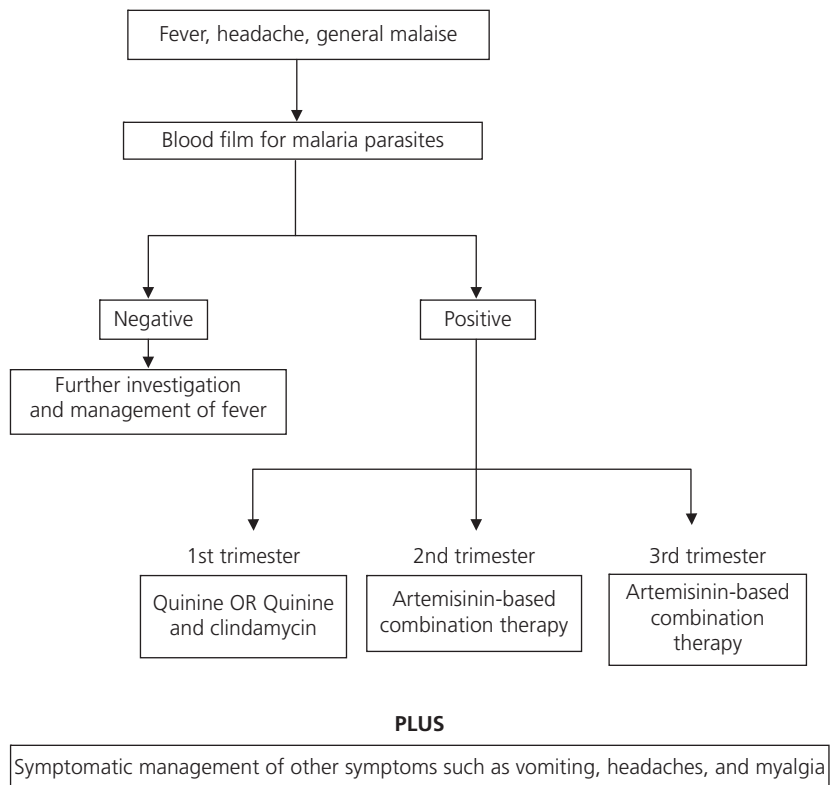 Fever, headache, general malaise
Blood film for malaria parasites
Negative
Positive
Further investigation
and management of fever
1st trimester
2nd trimester
3rd trimester
Quinine OR Quinine
and clindamycin
Artemisinin-based
combination therapy
Artemisinin-based
combination
therapy
PLUS
Symptomatic management of other symptoms such as vomiting, headaches, and myalgia